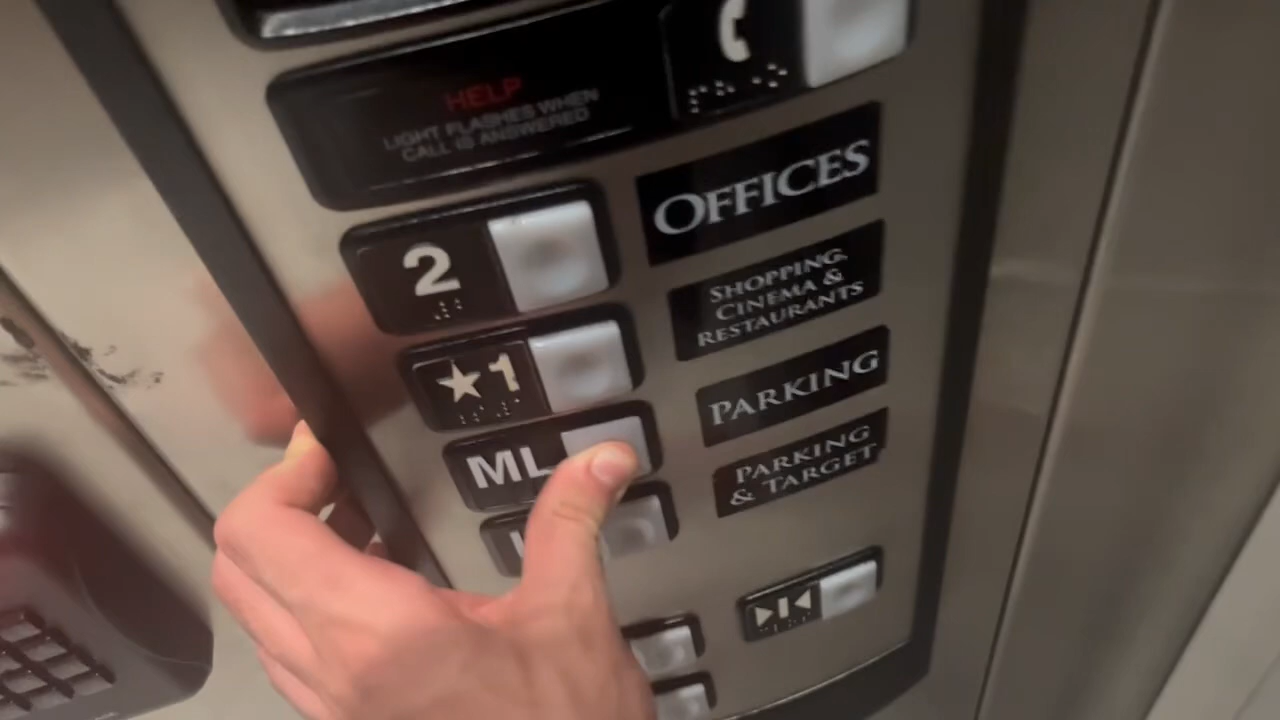 HELP
LIGHT FLASHES WHEN
CALL IS ANSWERED
OFFICES
2
SHOPPING,
CINEMA &
RESTAURANTS
★1
PARKING
ML
PARKING
& TARGET